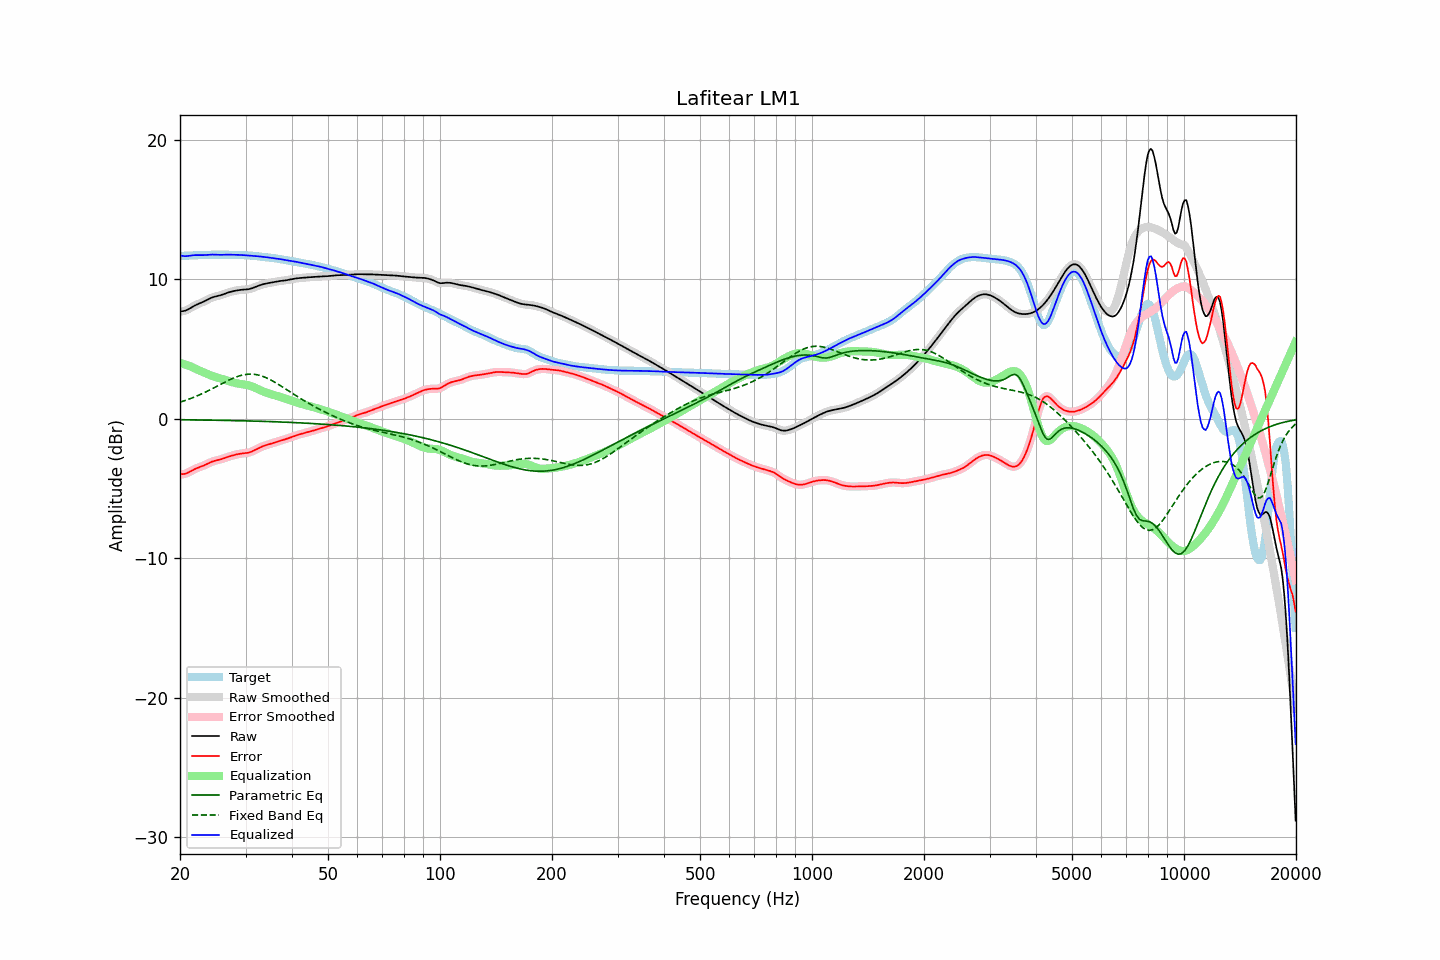 Lafitear LM1
Amplitude (dBr)
20
10
0
−10
−20
−30
Target
Raw Smoothed
Error Smoothed
Raw
Error
Equalization
Parametric Eq
Fixed Band Eq
Equalized
20 50 100 200 500 1000 2000 5000 10000 20000
Frequency (Hz)